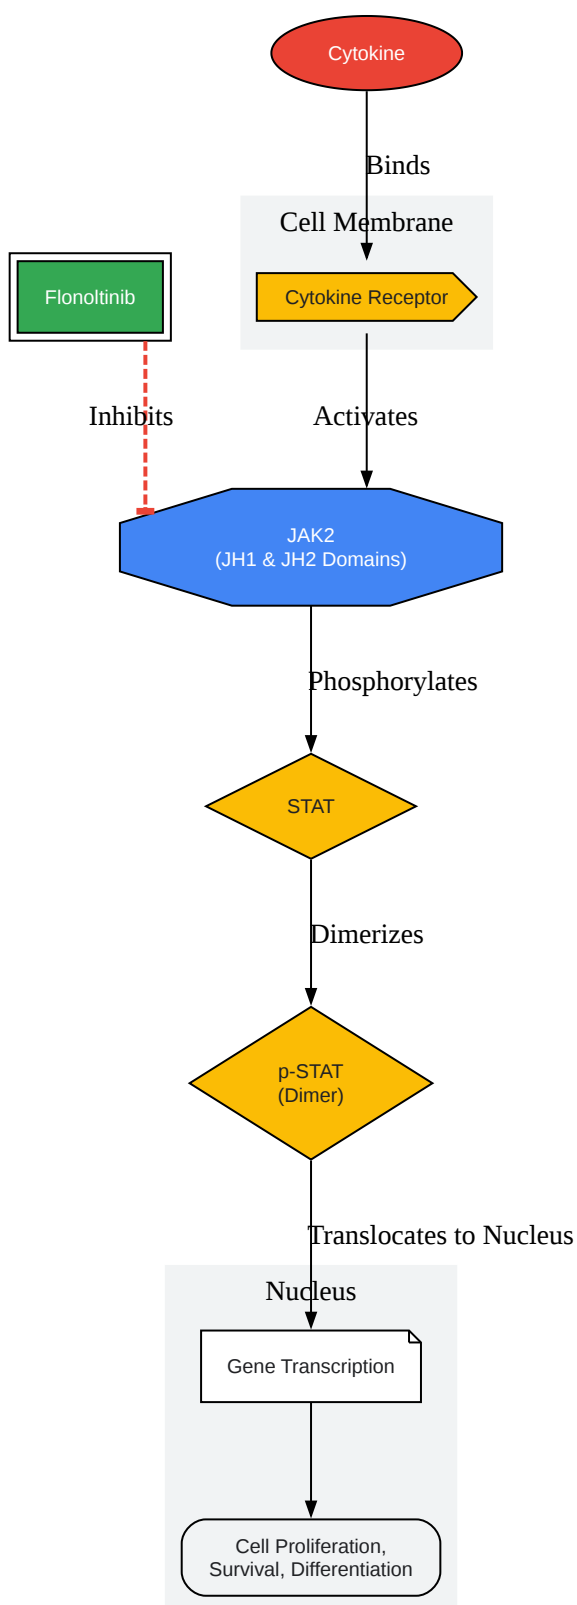 Cytokine
Binds
Cell Membrane
Flonoltinib
Cytokine Receptor
Inhibits
Activates
JAK2
(JH1 & JH2 Domains)
Phosphorylates
STAT
Dimerizes
p-STAT
(Dimer)
Translocates to Nucleus
Nucleus
Gene Transcription
Cell Proliferation,
Survival, Differentiation